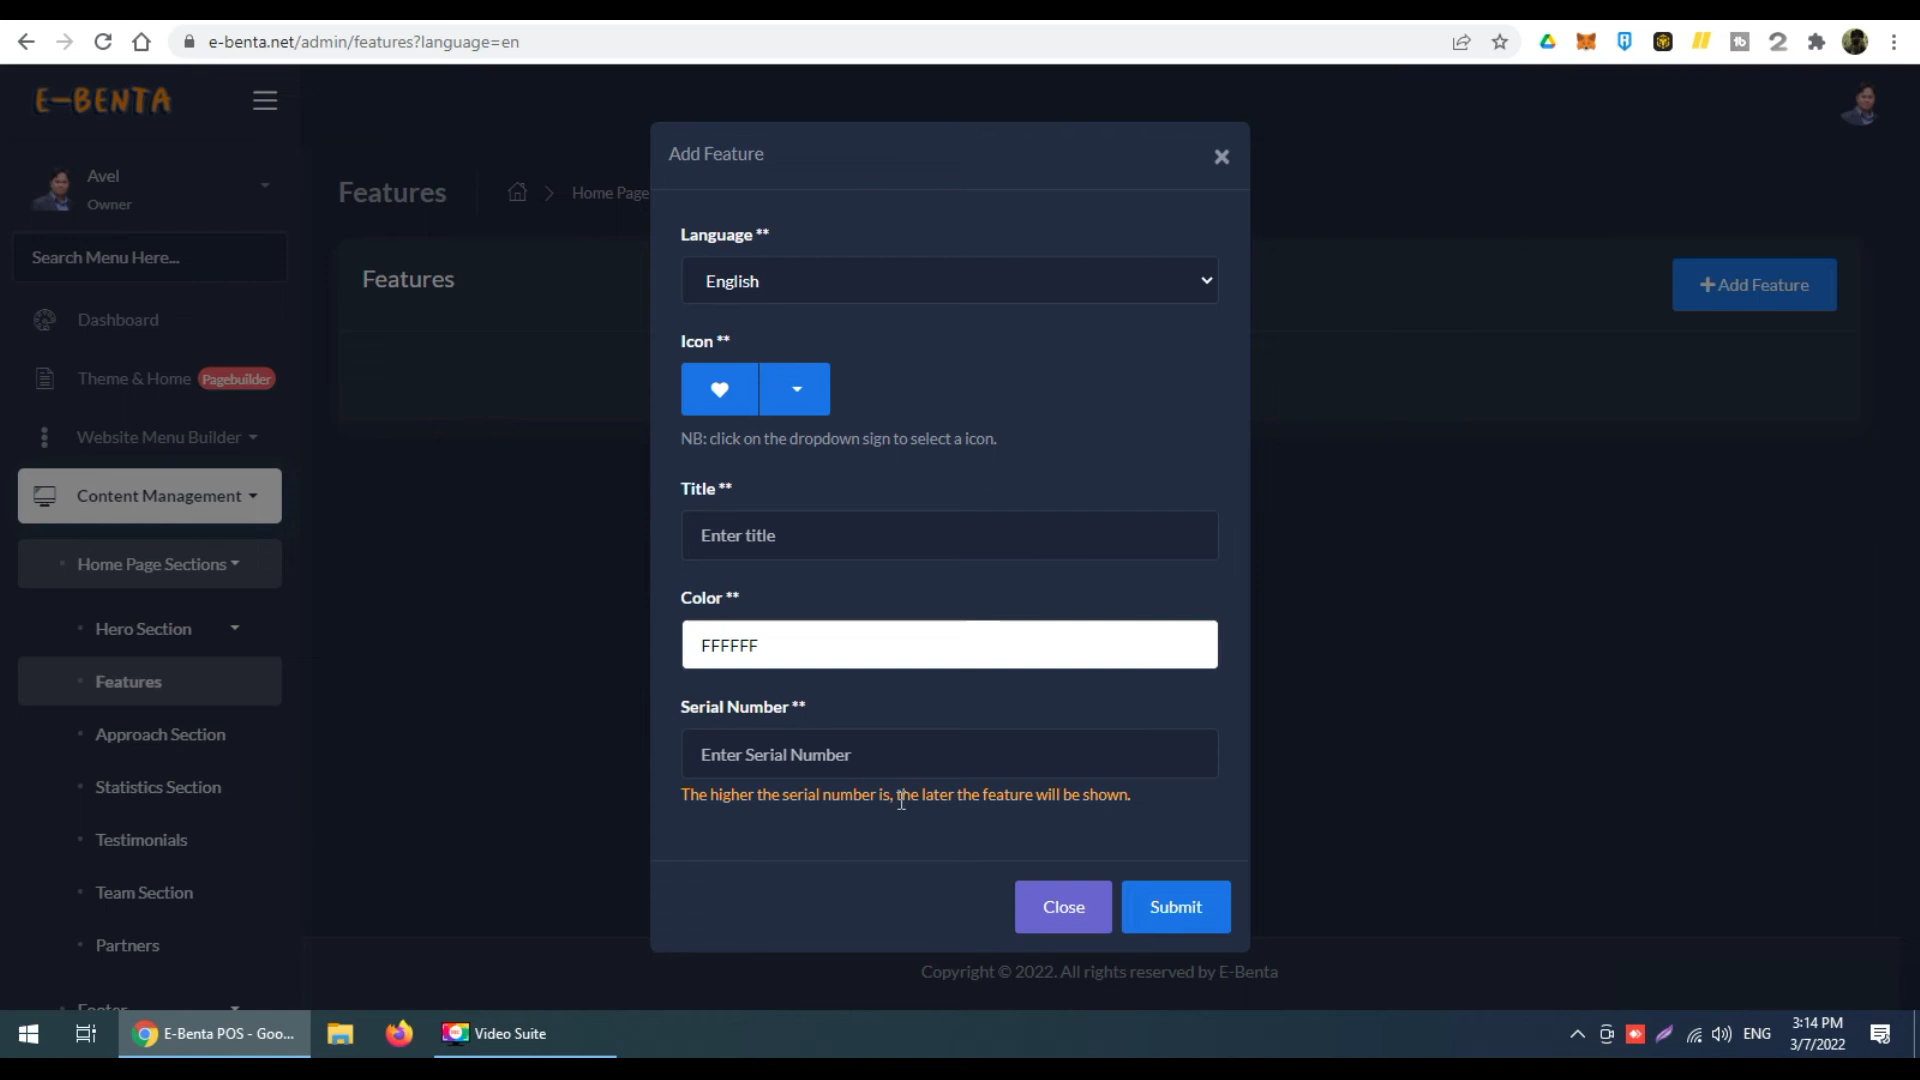 e-benta.net/admin/features?language=en
E-BENTA
Avel
Owner
Search Menu Here...
Dashboard
Theme & Home Pagebuilder
Website Menu Builder
Content Management
Home Page Sections
Hero Section
Features
Approach Section
Statistics Section
Testimonials
Team Section
Partners
Footer
Features
Home Page
Features
+Add Feature
Add Feature
×
Language **
English
Icon **
NB: click on the dropdown sign to select a icon.
Title **
Enter title
Color **
FFFFFF
Serial Number **
Enter Serial Number
The higher the serial number is, the later the feature will be shown.
Close
Submit
Copyright © 2022. All rights reserved by E-Benta
E-Benta POS - Goo...
Video Suite
ENG
3:14 PM
3/7/2022